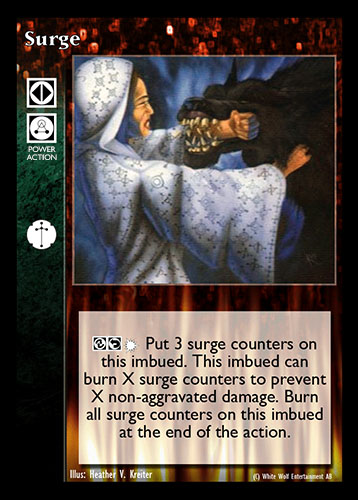 Surge
POWER
ACTION
Put 3 surge counters on
this imbued. This imbued can
burn X surge counters to prevent
X non-aggravated damage. Burn
all surge counters on this imbued
at the end of the action.
Illus: Heather V. Kreiter
(C) White Wolf Entertainment AB